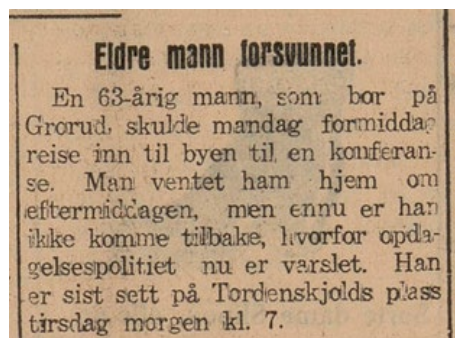 Eldre mann forsvunnet.
En 63-årig mann, som bor på
Grorud, skulde mandag formiddag
reise inn til byen til en konferan-
se. Man ventet ham hjem om
eftermiddagen, men ennu er han
ikke komme tilbake, hvorfor opda-
gelsespolitiet nu er varslet. Han
er sist sett på Tordenskjolds plass
tirsdag morgen kl. 7.